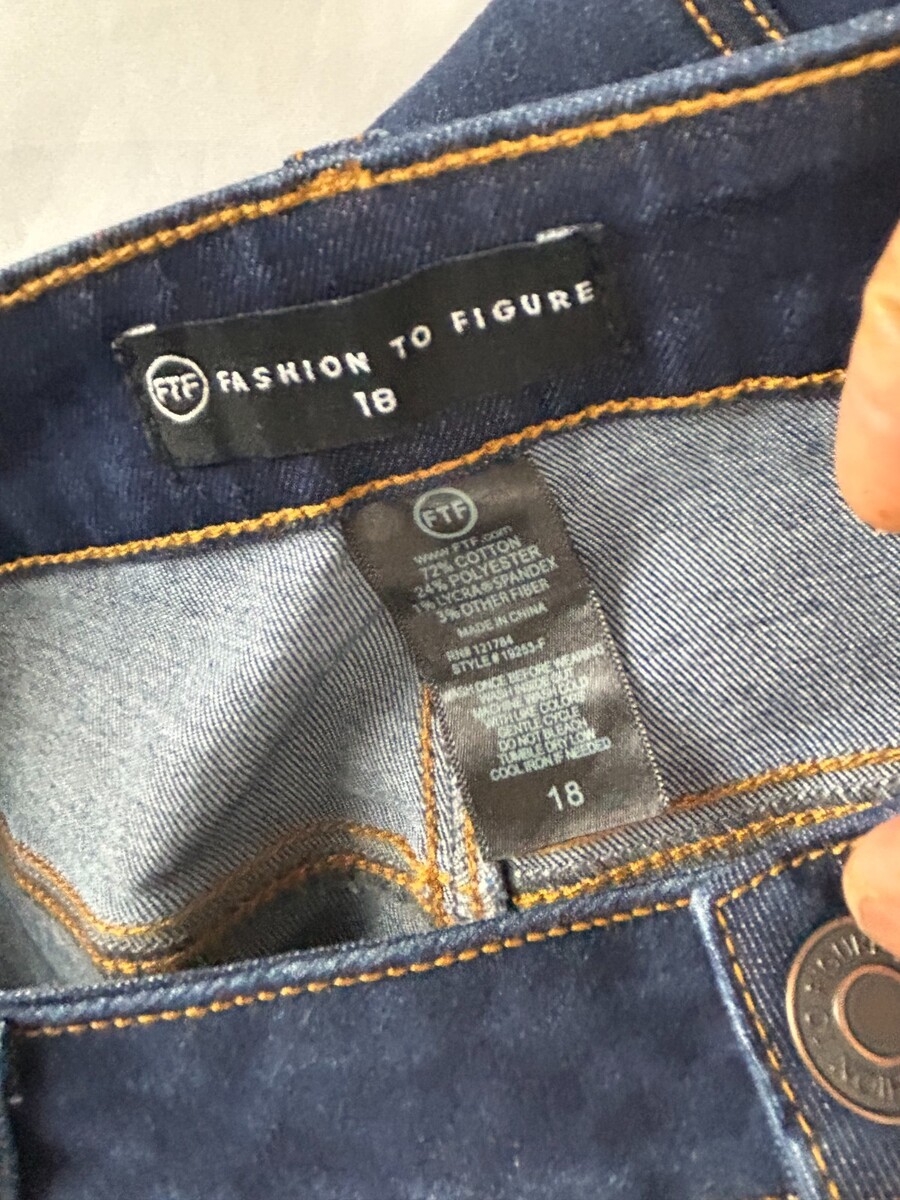 FTF FASHION TO FIGURE
18
FTF
www.FTF.com
72% COTTON
24% POLYESTER
1% LYCRA® SPANDEX
3% OTHER FIBER
MADE IN CHINA
RN# 121784
STYLE # 19253-F
WASH ONCE BEFORE WEARING
WASH INSIDE OUT
MACHINE WASH COLD
WITH LIKE COLORS
GENTLE CYCLE
DO NOT BLEACH
TUMBLE DRY LOW
COOL IRON IF NEEDED
18
TO FIGURE